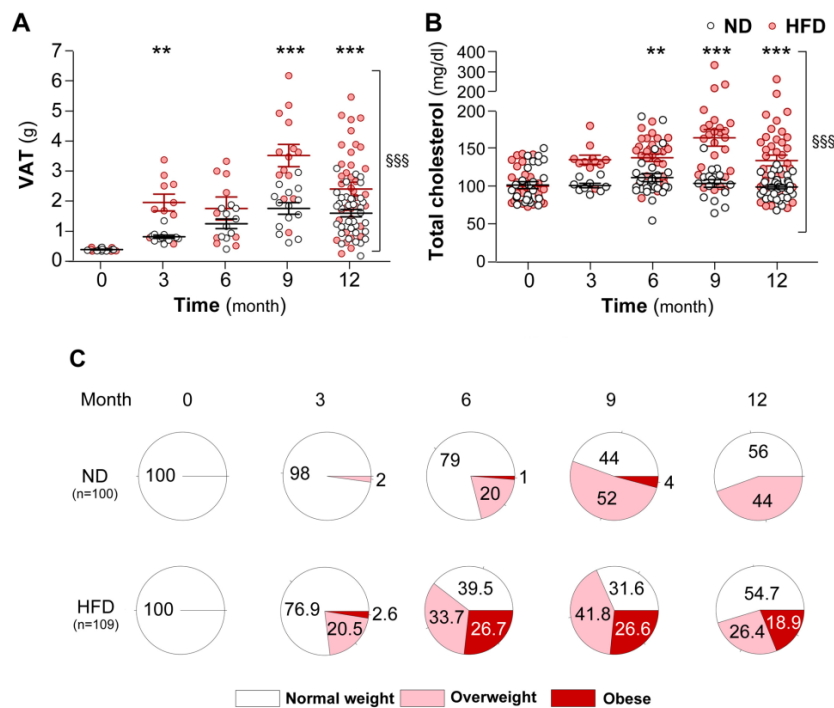 A
B
ND HFD
** *** ***
** *** ***
VAT (g)
7
6
5
4
3
2
1
0
§§§
0 3 6 9 12
Time (month)
Total cholesterol (mg/dl)
400
300
200
200
150
100
50
0
§§§
0 3 6 9 12
Time (month)
C
Month 0 3 6 9 12
ND
(n=100)
100
98 2
79 20 1
44 52 4
56 44
HFD
(n=109)
100
76.9 20.5 2.6
39.5 33.7 26.7
31.6 41.8 26.6
54.7 26.4 18.9
Normal weight Overweight Obese